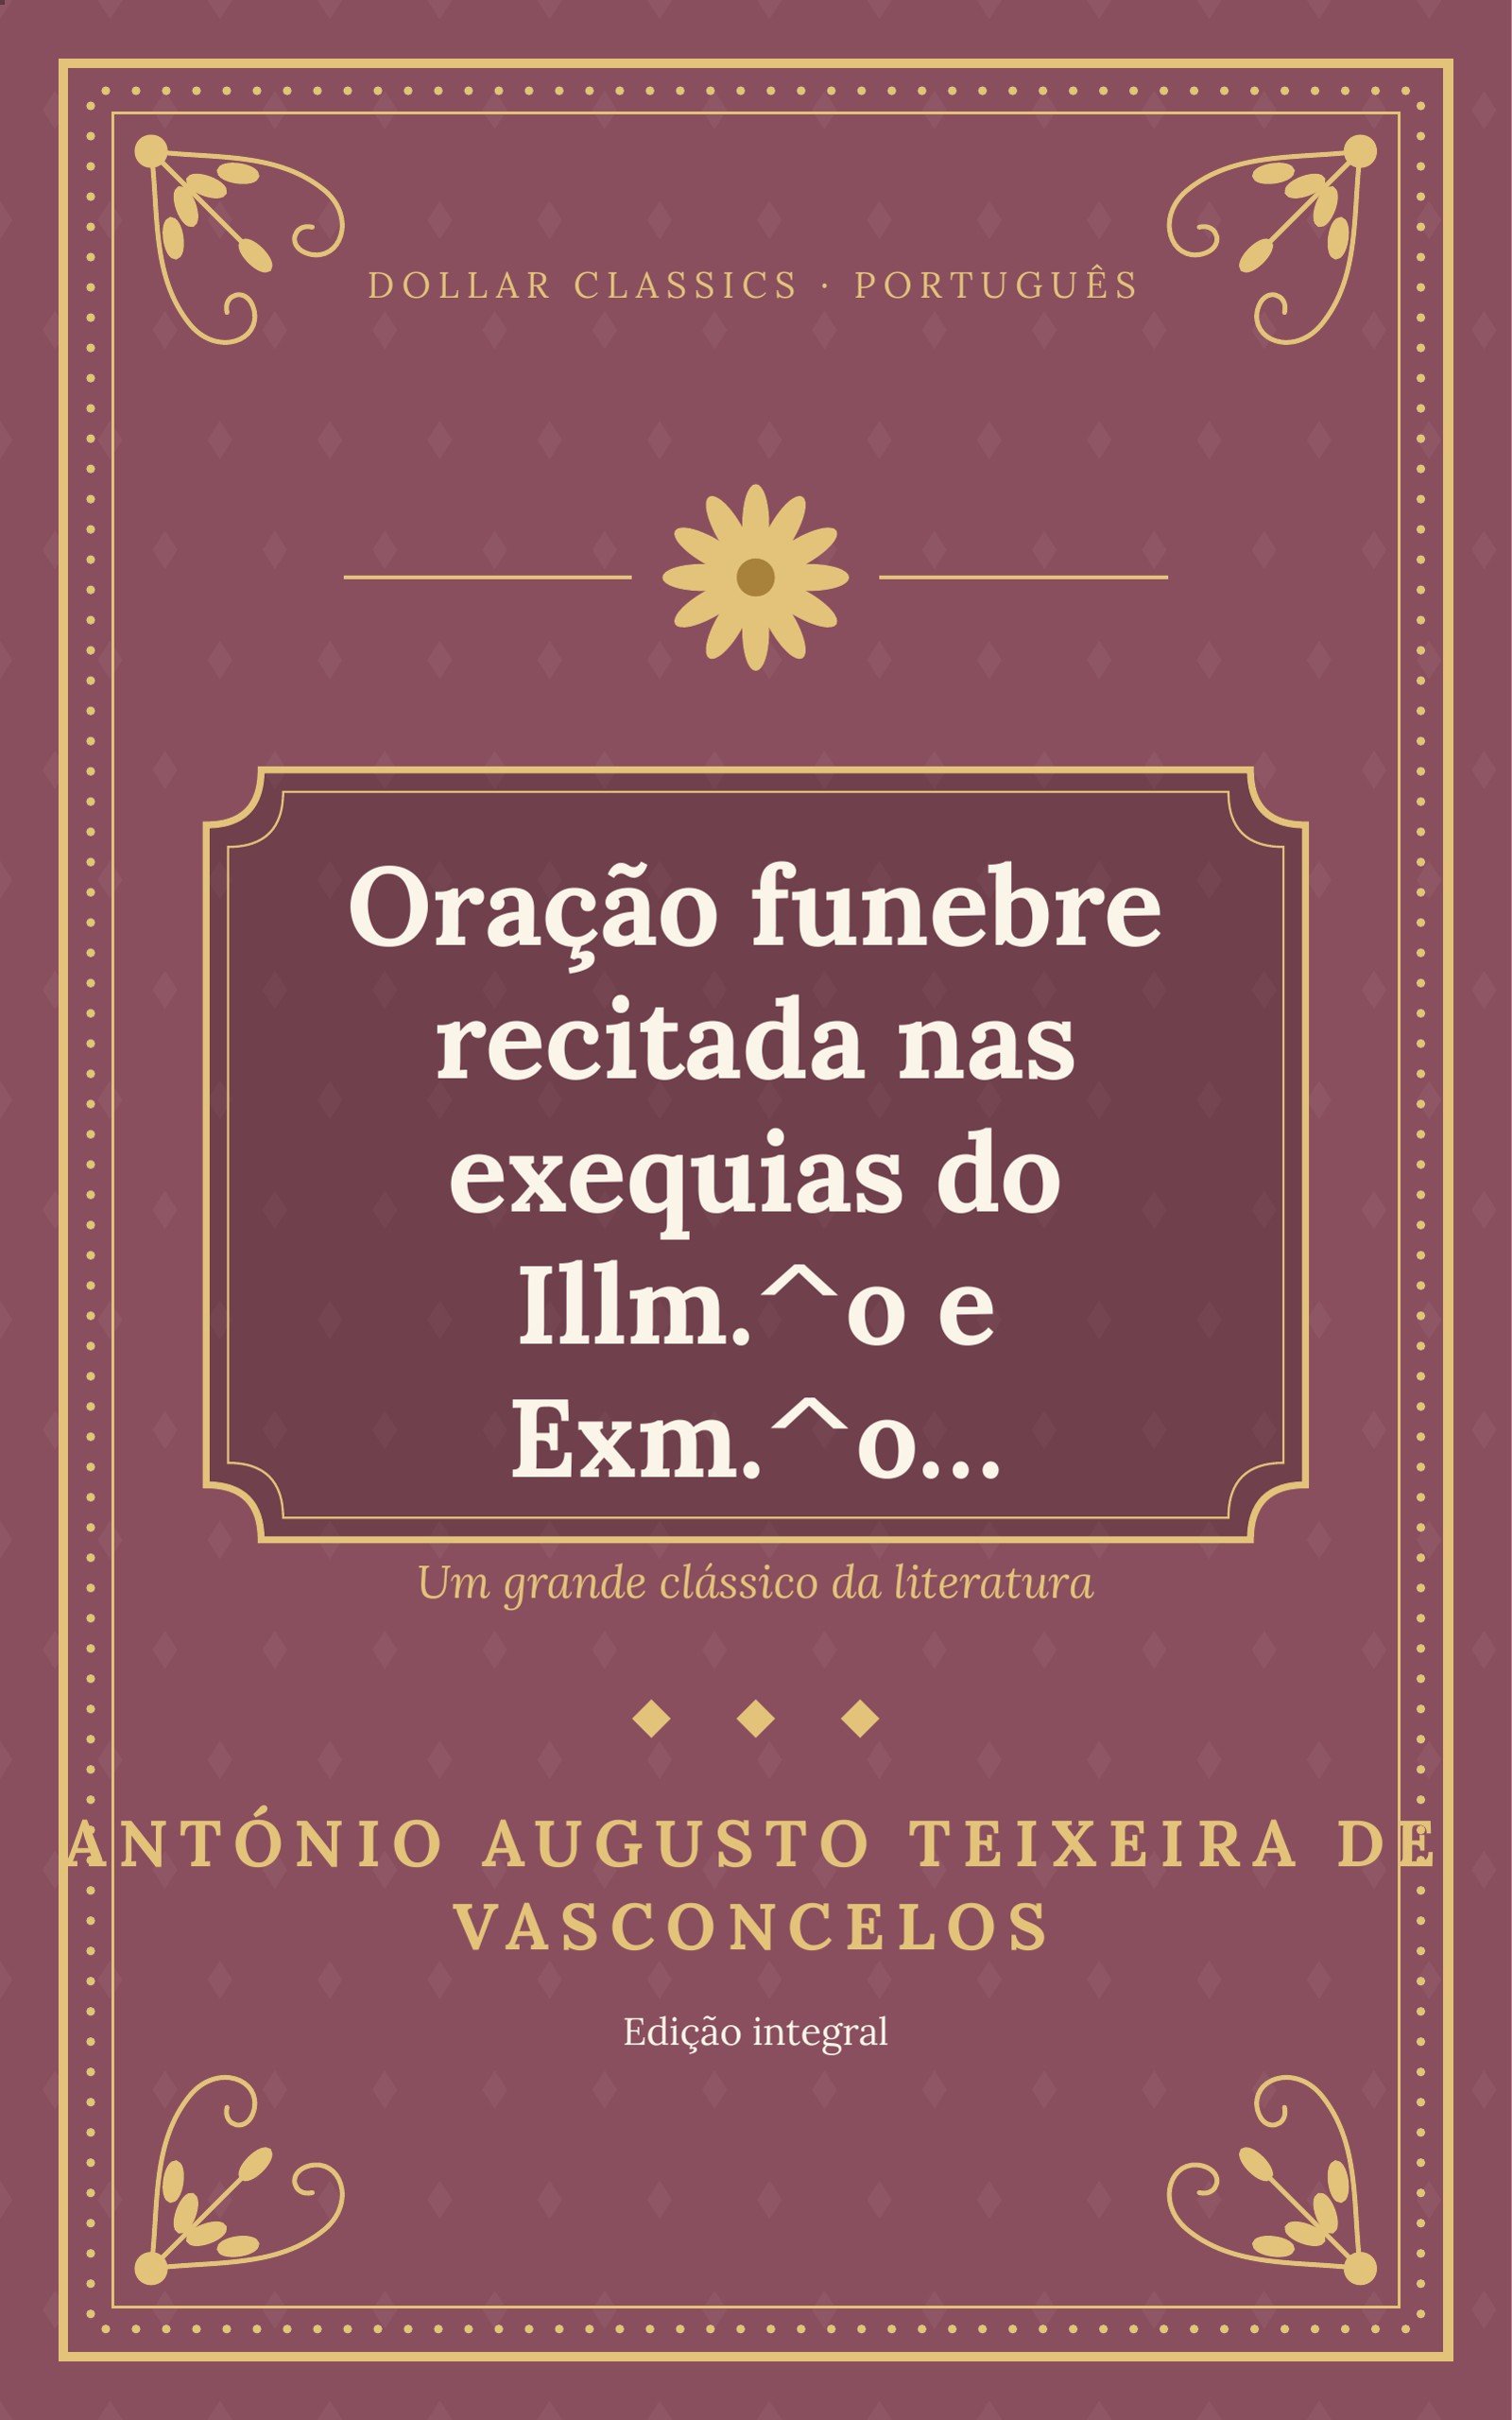 DOLLAR CLASSICS · PORTUGUÊS
Oração funebre
recitada nas
exequias do
Illm.^o e
Exm.^o...
Um grande clássico da literatura
ANTÓNIO AUGUSTO TEIXEIRA DE
VASCONCELOS
Edição integral